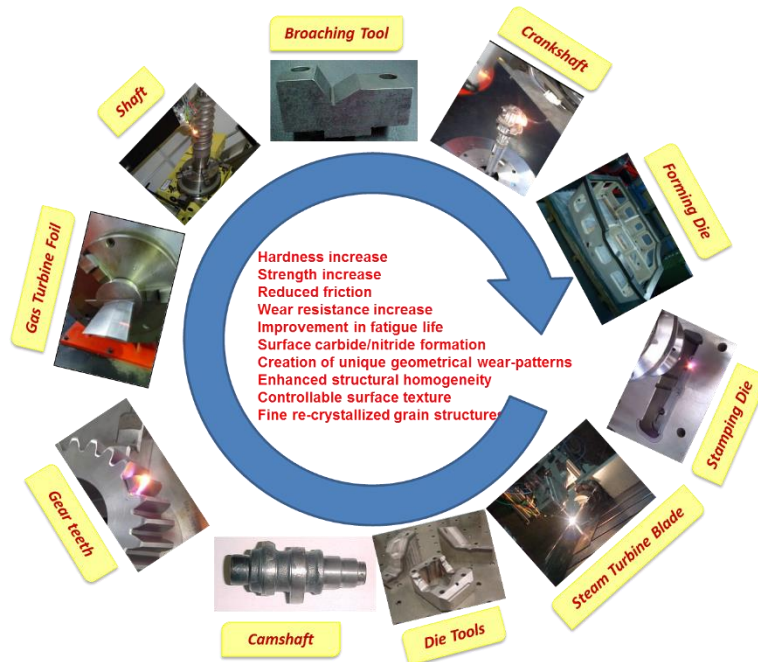 Broaching Tool
Crankshaft
Shaft
Forming Die
Gas Turbine Foil
Hardness increase
Strength increase
Reduced friction
Wear resistance increase
Improvement in fatigue life
Surface carbide/nitride formation
Creation of unique geometrical wear-patterns
Enhanced structural homogeneity
Controllable surface texture
Fine re-crystallized grain structures
Stamping Die
Gear teeth
Steam Turbine Blade
Camshaft
Die Tools